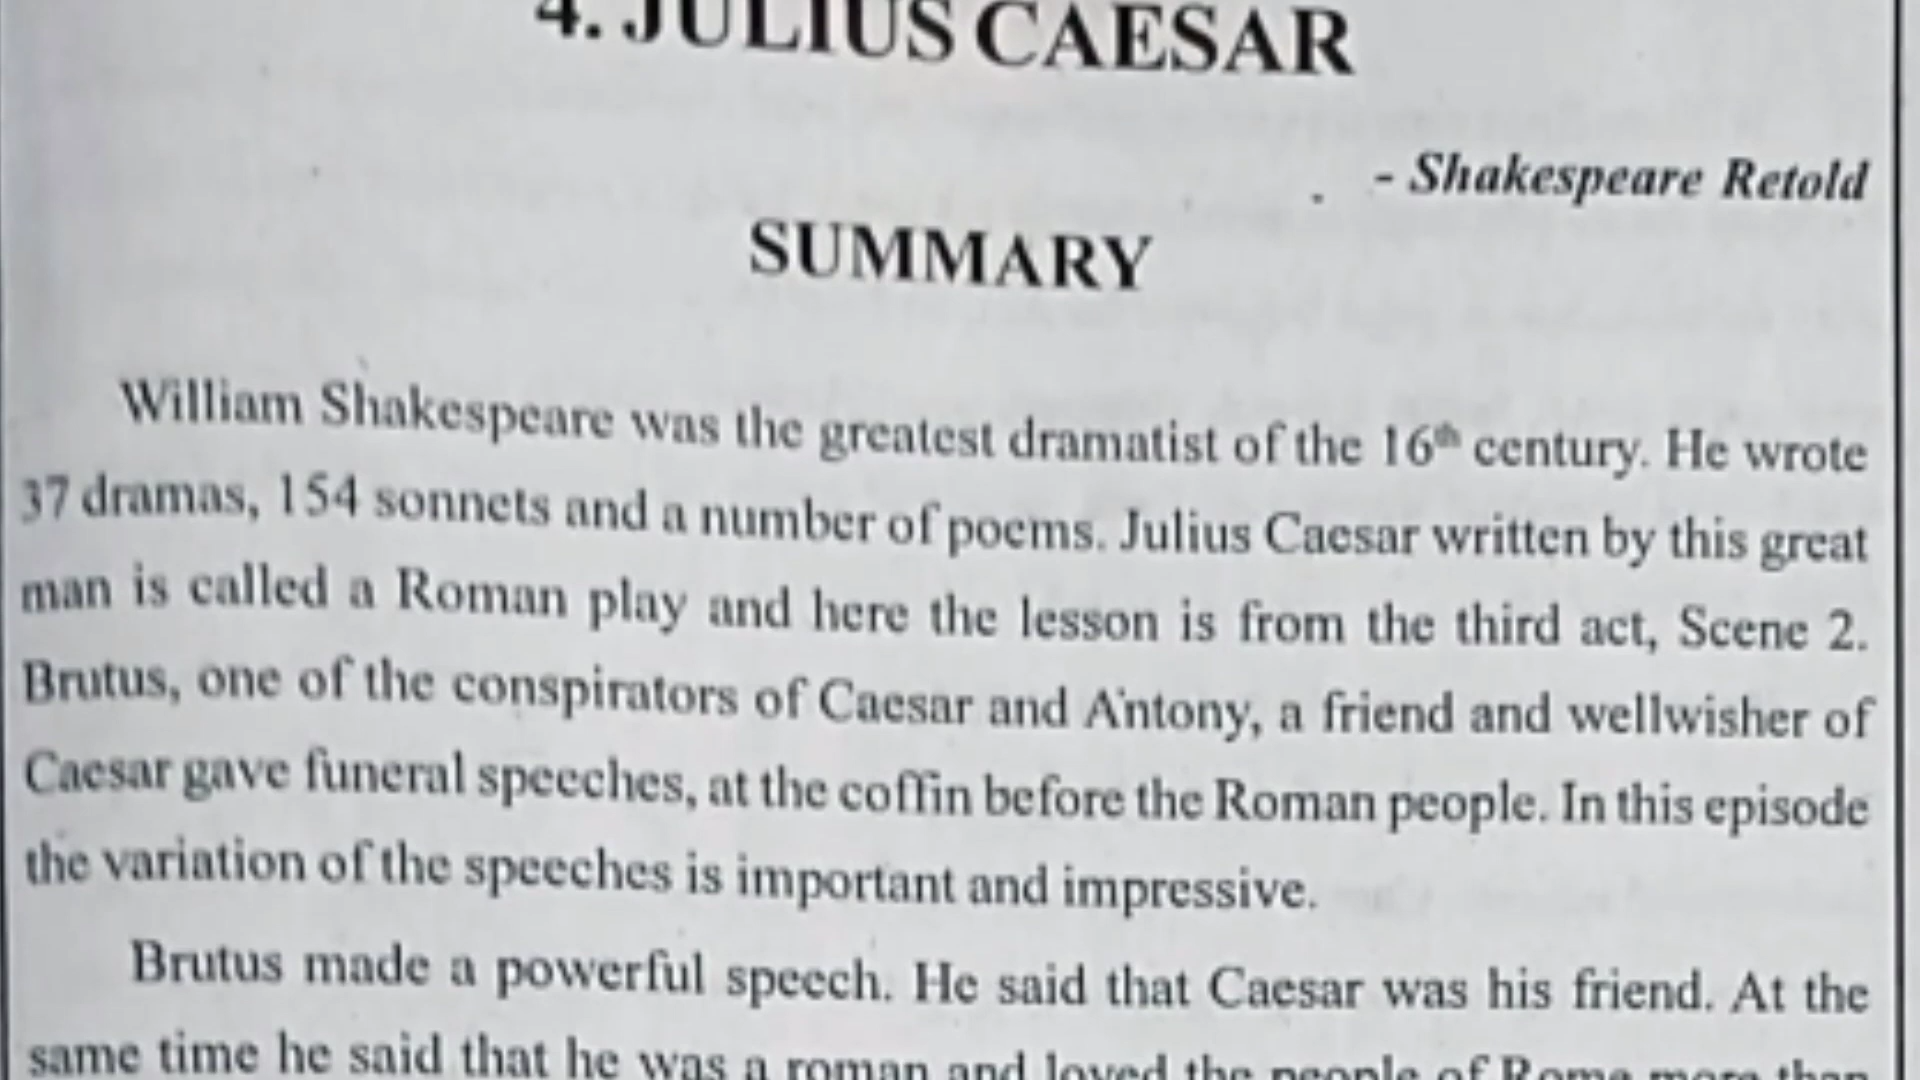 4. JULIUS CAESAR
- Shakespeare Retold
SUMMARY
William Shakespeare was the greatest dramatist of the 16th century. He wrote
37 dramas, 154 sonnets and a number of poems. Julius Caesar written by this great
man is called a Roman play and here the lesson is from the third act, Scene 2.
Brutus, one of the conspirators of Caesar and Antony, a friend and wellwisher of
Caesar gave funeral speeches, at the coffin before the Roman people. In this episode
the variation of the speeches is important and impressive.
Brutus made a powerful speech. He said that Caesar was his friend. At the
same time he said that he was a roman and loved the people of Rome more than